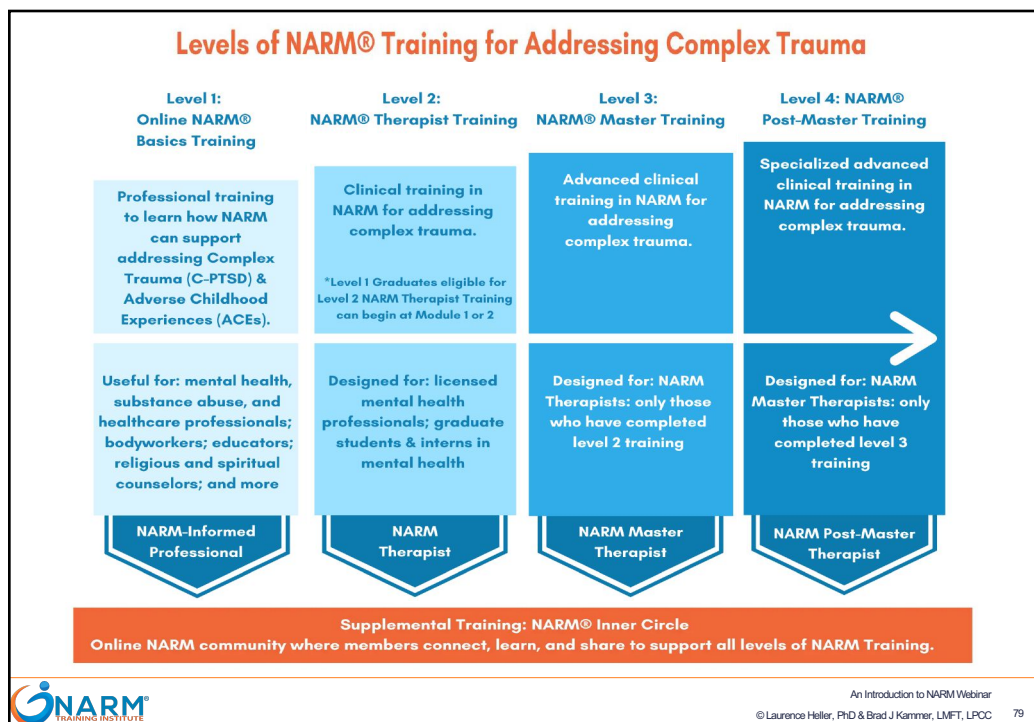 Levels of NARM® Training for Addressing Complex Trauma
Level 1:
Online NARM®
Basics Training
Professional training
to learn how NARM
can support
addressing Complex
Trauma (C-PTSD) &
Adverse Childhood
Experiences (ACEs).
Useful for: mental health,
substance abuse, and
healthcare professionals;
bodyworkers; educators;
religious and spiritual
counselors; and more
NARM-Informed
Professional
Level 2:
NARM® Therapist Training
Clinical training in
NARM for addressing
complex trauma.
*Level 1 Graduates eligible for
Level 2 NARM Therapist Training
can begin at Module 1 or 2
Designed for: licensed
mental health
professionals; graduate
students & interns in
mental health
NARM
Therapist
Level 3:
NARM® Master Training
Advanced clinical
training in NARM for
addressing
complex trauma.
Designed for: NARM
Therapists: only those
who have completed
level 2 training
NARM Master
Therapist
Level 4: NARM®
Post-Master Training
Specialized advanced
clinical training in
NARM for addressing
complex trauma.
Designed for: NARM
Master Therapists: only
those who have
completed level 3
training
NARM Post-Master
Therapist
Supplemental Training: NARM® Inner Circle
Online NARM community where members connect, learn, and share to support all levels of NARM Training.
NARM®
TRAINING INSTITUTE
An Introduction to NARM Webinar
© Laurence Heller, PhD & Brad J Kammer, LMFT, LPCC 79